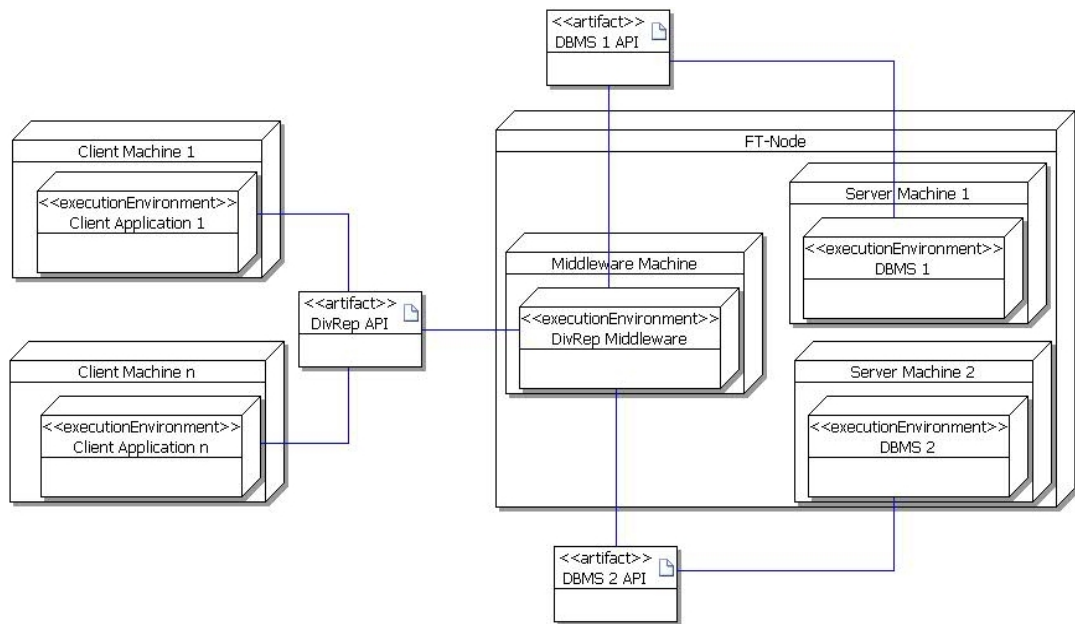 <<artifact>>
DBMS 1 API
FT-Node
Client Machine 1
<<executionEnvironment>>
Client Application 1
Server Machine 1
<<executionEnvironment>>
DBMS 1
Middleware Machine
<<executionEnvironment>>
DivRep Middleware
<<artifact>>
DivRep API
Client Machine n
<<executionEnvironment>>
Client Application n
Server Machine 2
<<executionEnvironment>>
DBMS 2
<<artifact>>
DBMS 2 API